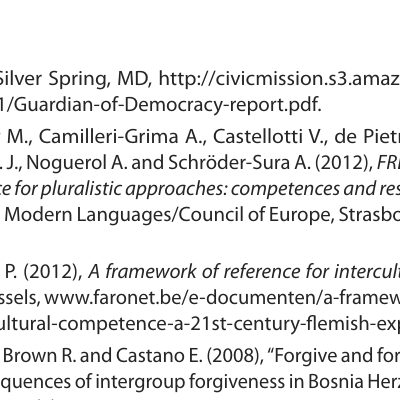 Silver Spring, MD, http://civicmission.s3.amaz
1/Guardian-of-Democracy-report.pdf.
M., Camilleri-Grima A., Castellotti V., de Piet
. J., Noguerol A. and Schröder-Sura A. (2012), FR
ce for pluralistic approaches: competences and res
Modern Languages/Council of Europe, Strasbo
P. (2012), A framework of reference for intercult
ssels, www.faronet.be/e-documenten/a-framew
ultural-competence-a-21st-century-flemish-exp
Brown R. and Castano E. (2008), “Forgive and for
quences of intergroup forgiveness in Bosnia Herz